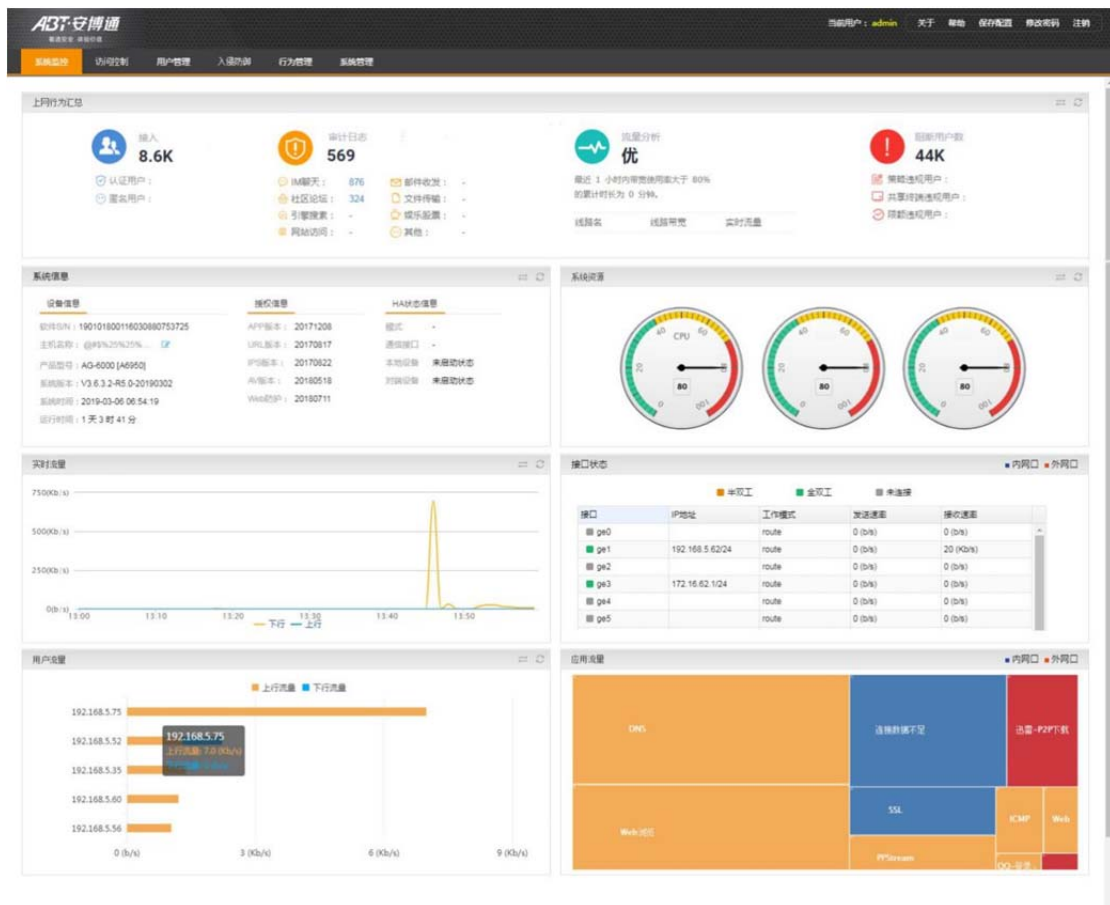 ABT·安博通
看透安全 体验价值
当前用户：admin 关于 帮助 保存配置 修改密码 注销
系统监控 访问控制 用户管理 入侵防御 行为管理 系统管理
上网行为汇总
接入
8.6K
认证用户：
匿名用户：
审计日志
569
IM聊天： 876 邮件收发： -
社区论坛： 324 文件传输： -
引擎搜索： - 娱乐股票： -
网站访问： - 其他： -
流量分析
优
最近 1 小时内带宽使用率大于 80%
的累计时长为 0 分钟。
线路名 线路带宽 实时流量
阻断用户数
44K
策略违规用户：
共享终端违规用户：
限额违规用户：
系统信息
设备信息
软件S/N：190101800116030880753725
主机名称：@#$%25%25%...
产品型号：AG-6000 [A6950]
系统版本：V3.6.3.2-R5.0-20190302
系统时间：2019-03-06 06:54:19
运行时间：1 天 3 时 41 分
授权信息
APP版本： 20171208
URL版本： 20170817
IPS版本： 20170622
AV版本： 20180518
Web防护： 20180711
HA状态信息
模式 -
通信接口 -
本地设备 未启动状态
对端设备 未启动状态
系统资源
0 20 40 60 100
CPU
80
0 100
80
0 100
80
实时流量
750(Kb/s)
500(Kb/s)
250(Kb/s)
0(b/s)
13:00 13:10 13:20 13:30 13:40 13:50
下行 上行
接口状态 内网口 外网口
半双工 全双工 未连接
接口 IP地址 工作模式 发送速率 接收速率
ge0 route 0 (b/s) 0 (b/s)
ge1 192.168.5.62/24 route 0 (b/s) 20 (Kb/s)
ge2 route 0 (b/s) 0 (b/s)
ge3 172.16.62.1/24 route 0 (b/s) 0 (b/s)
ge4 route 0 (b/s) 0 (b/s)
ge5 route 0 (b/s) 0 (b/s)
用户流量
上行流量 下行流量
192.168.5.75
192.168.5.52
192.168.5.35
192.168.5.60
192.168.5.56
192.168.5.75
上行流量: 7.0 (Kb/s)
0 (b/s) 3 (Kb/s) 6 (Kb/s) 9 (Kb/s)
应用流量 内网口 外网口
DNS
连接数据不足
迅雷-P2P下载
Web浏览
SSL
ICMP
Web
PPStream
QQ-登录